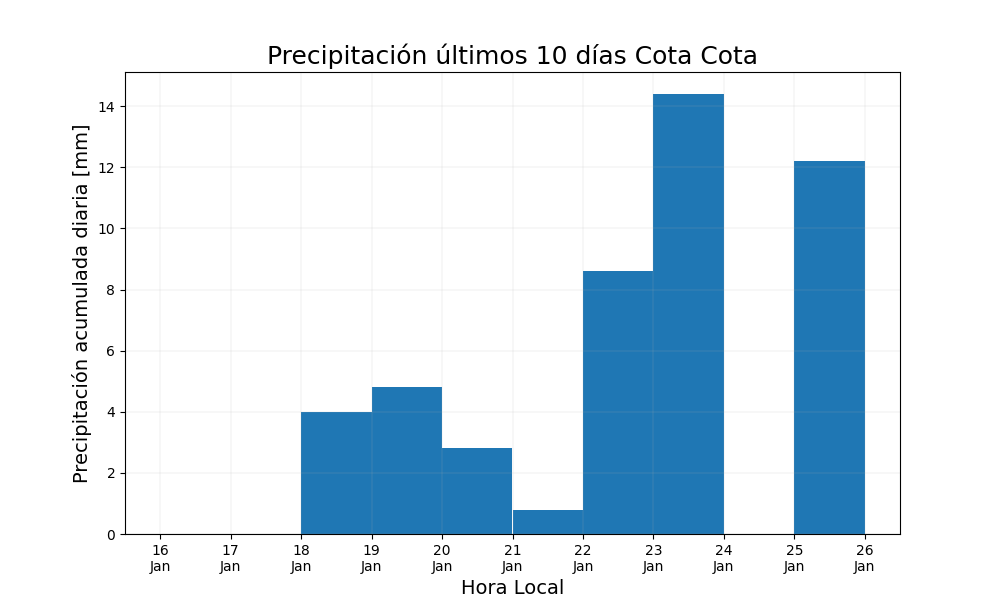 Precipitación últimos 10 días Cota Cota
Precipitación acumulada diaria [mm]
14
12
10
8
6
4
2
0
16 17 18 19 20 21 22 23 24 25 26
Jan Jan Jan Jan Jan Jan Jan Jan Jan Jan Jan
Hora Local